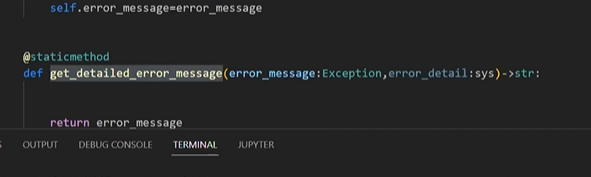 self.error_message=error_message
@staticmethod
def get_detailed_error_message(error_message:Exception,error_detail:sys)->str:
return error_message
OUTPUT DEBUG CONSOLE TERMINAL JUPYTER